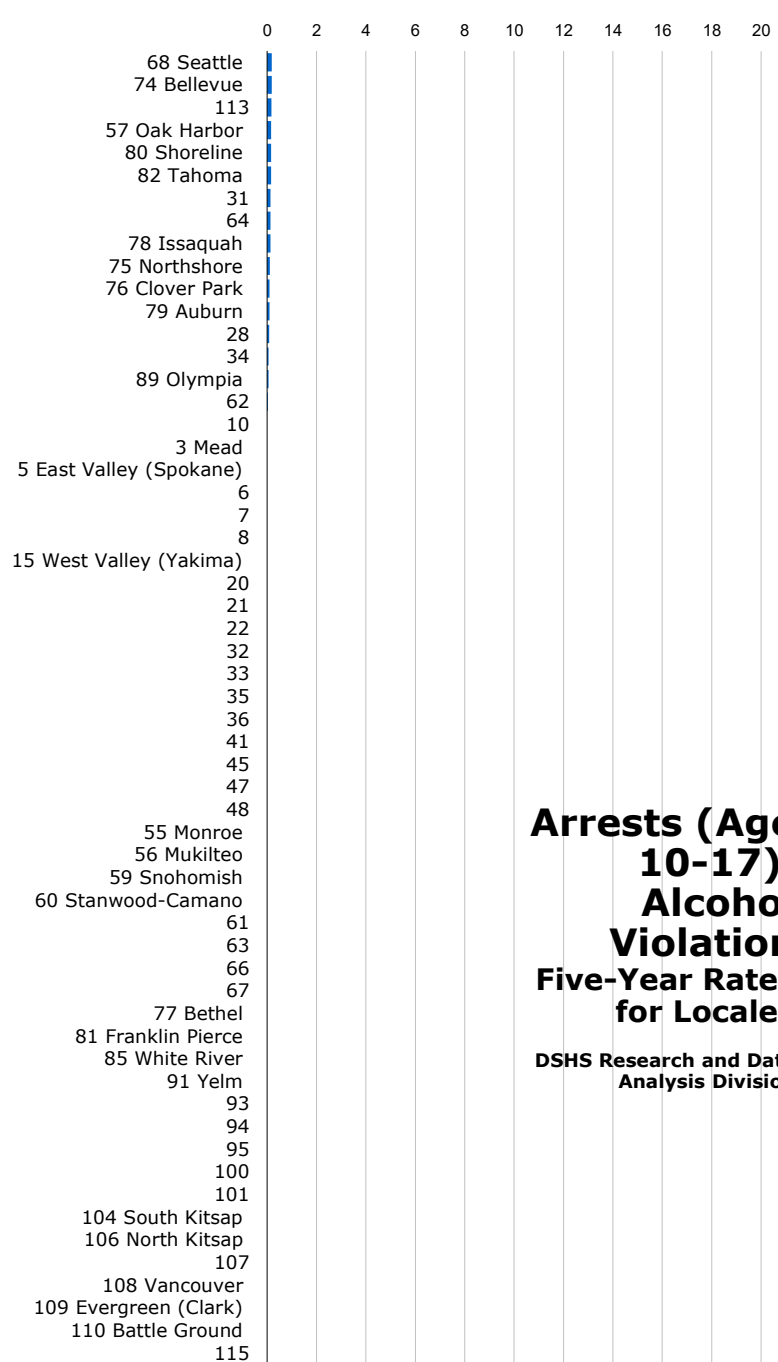 0 2 4 6 8 10 12 14 16 18 20
68 Seattle
74 Bellevue
113
57 Oak Harbor
80 Shoreline
82 Tahoma
31
64
78 Issaquah
75 Northshore
76 Clover Park
79 Auburn
28
34
89 Olympia
62
10
3 Mead
5 East Valley (Spokane)
6
7
8
15 West Valley (Yakima)
20
21
22
32
33
35
36
41
45
47
48
55 Monroe
56 Mukilteo
59 Snohomish
60 Stanwood-Camano
61
63
66
67
77 Bethel
81 Franklin Pierce
85 White River
91 Yelm
93
94
95
100
101
104 South Kitsap
106 North Kitsap
107
108 Vancouver
109 Evergreen (Clark)
110 Battle Ground
115
Arrests (Age
10-17)
Alcoho
Violation
Five-Year Rate
for Locale
DSHS Research and Dat
Analysis Divisio